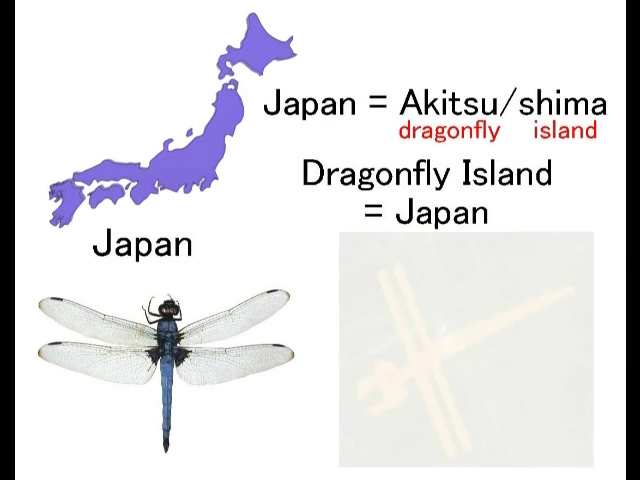 Japan = Akitsu/shima
dragonfly island
Dragonfly Island
= Japan
Japan